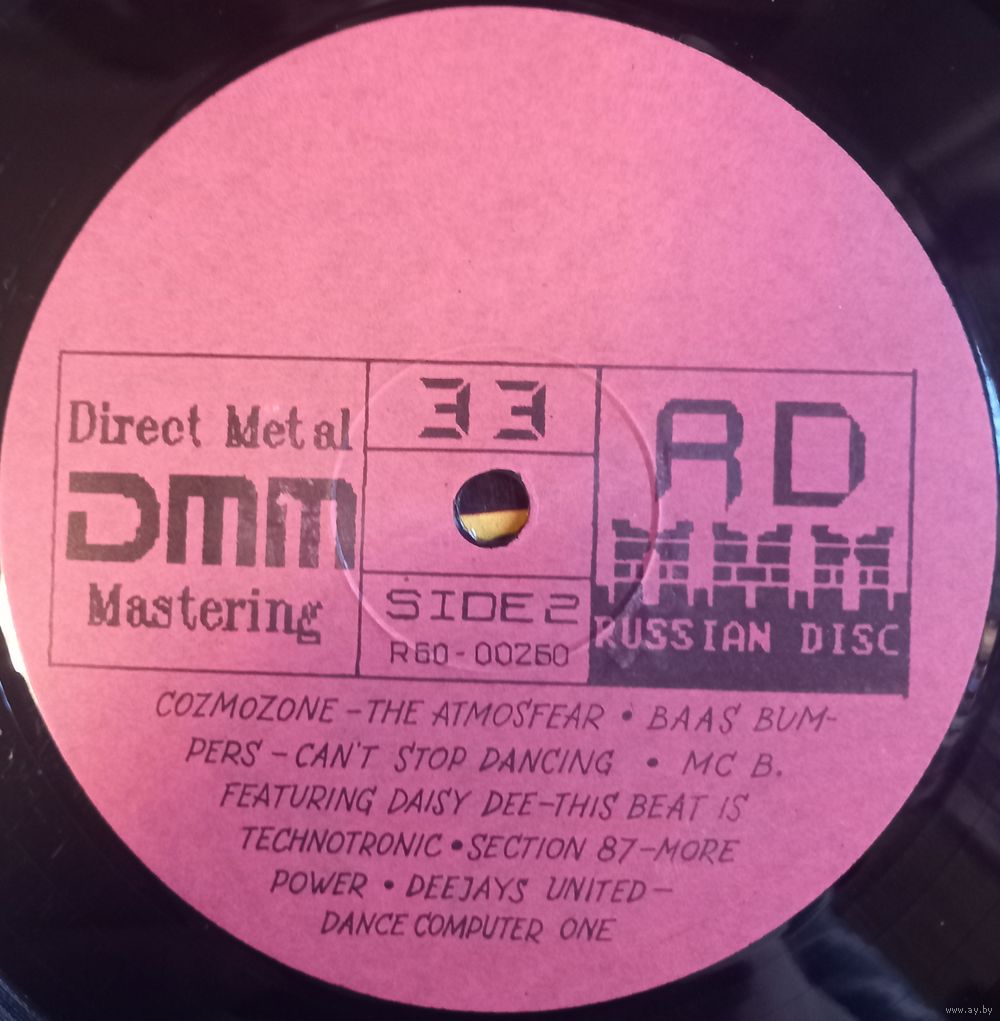 Direct Metal
DMM
Mastering
33
SIDE 2
R60-00260
RD
RUSSIAN DISC
COZMOZONE - THE ATMOSFEAR • BAAS BUM-
PERS - CAN'T STOP DANCING • MC B.
FEATURING DAISY DEE - THIS BEAT IS
TECHNOTRONIC • SECTION 87 - MORE
POWER • DEEJAYS UNITED -
DANCE COMPUTER ONE
www.ay.by